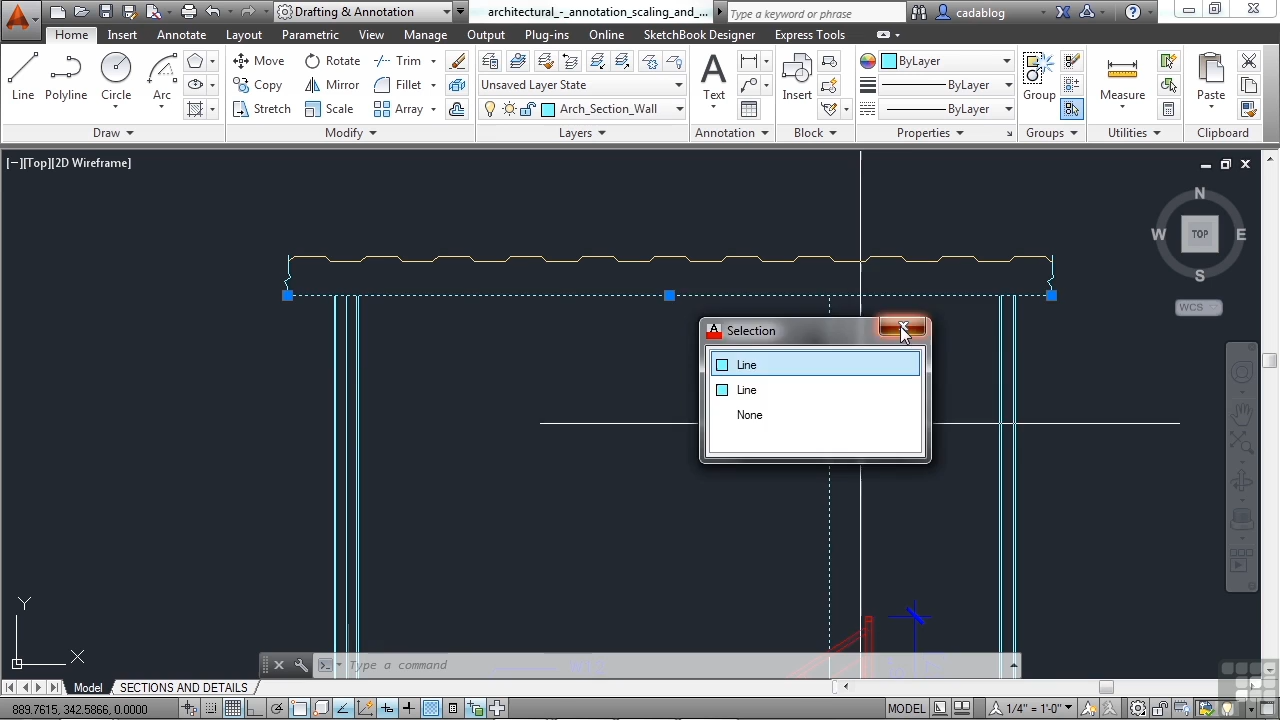 Drafting & Annotation
architectural_-_annotation_scaling_and_...
Type a keyword or phrase
cadablog
Home Insert Annotate Layout Parametric View Manage Output Plug-ins Online SketchBook Designer Express Tools
Move Rotate Trim
ByLayer
Line Polyline Circle Arc
Copy Mirror Fillet
Unsaved Layer State
Text Insert
ByLayer
Group Measure Paste
Stretch Scale Array
Arch_Section_Wall
ByLayer
Draw Modify Layers Annotation Block Properties Groups Utilities Clipboard
[−][Top][2D Wireframe]
N
W TOP E
S
WCS
Selection
Line
Line
None
Y
X
Type a command
Model SECTIONS AND DETAILS
889.7615, 342.5866, 0.0000
MODEL
1/4" = 1'-0"